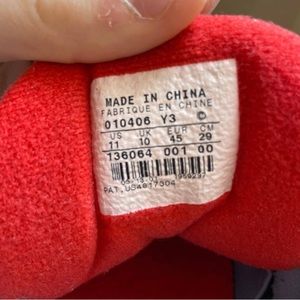 MADE IN CHINA
FABRIQUE EN CHINE
010406 Y3 ©
US UK EUR CM
11 10 45 29
136064 001 00
PAT.US4817304